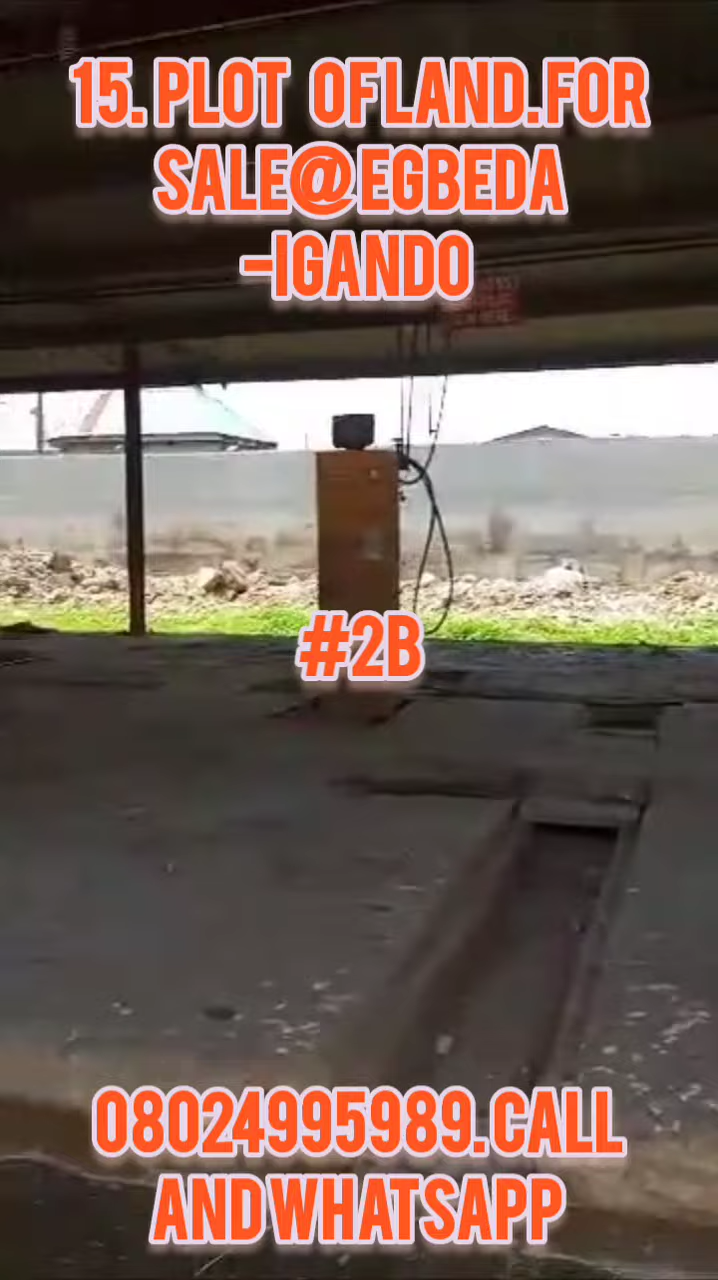 15. PLOT OFLAND.FOR
SALE@EGBEDA
-IGANDO
#2B
08024995989.CALL
ANDWHATSAPP